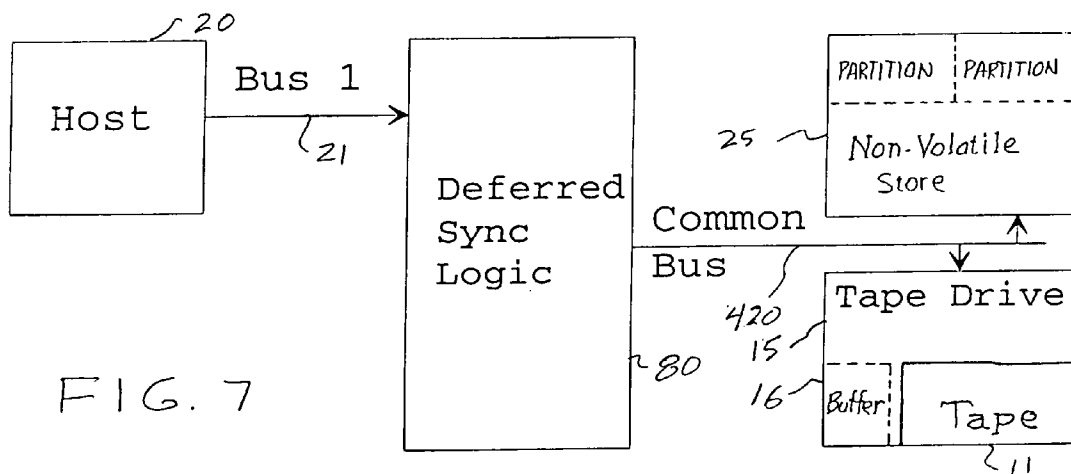 20
Host
Bus 1
21
Deferred
Sync
Logic
80
Common
Bus
420
PARTITION PARTITION
25
Non-Volatile
Store
Tape Drive
15
16
Buffer
Tape
11
FIG. 7